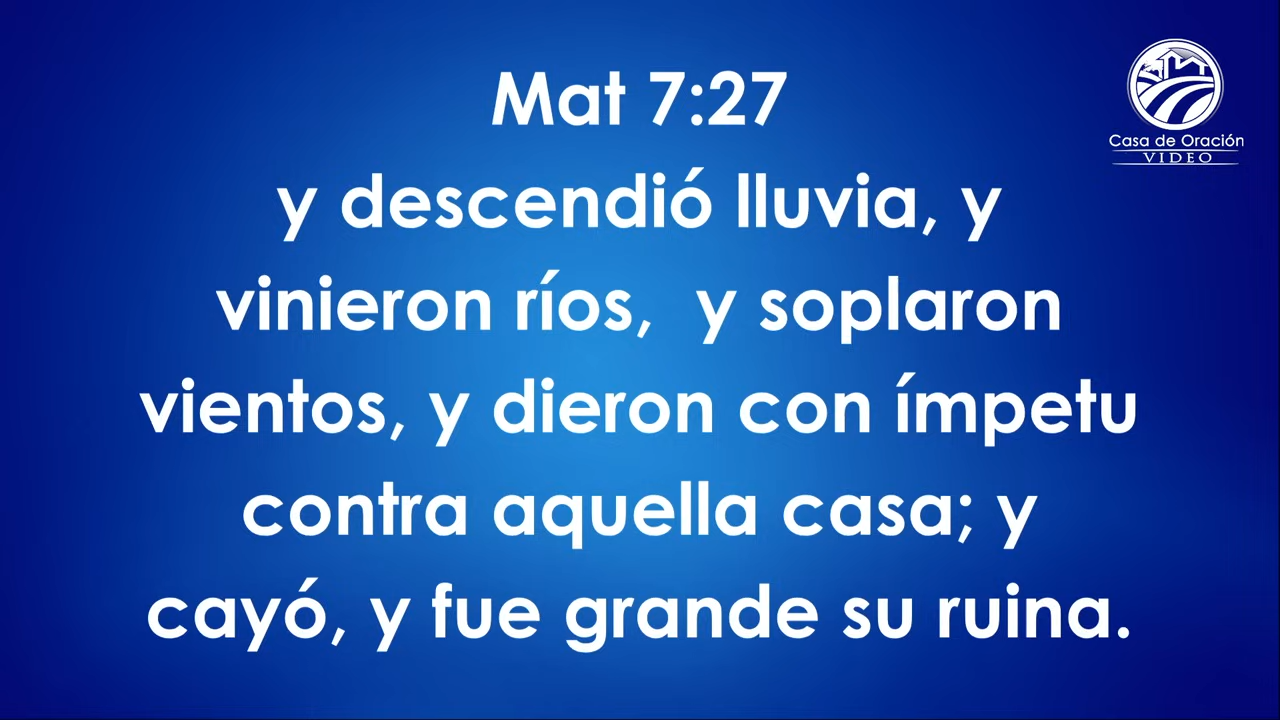 Mat 7:27
y descendió lluvia, y
vinieron ríos,  y soplaron
vientos, y dieron con ímpetu
contra aquella casa; y
cayó, y fue grande su ruina.
Casa de Oración
VIDEO